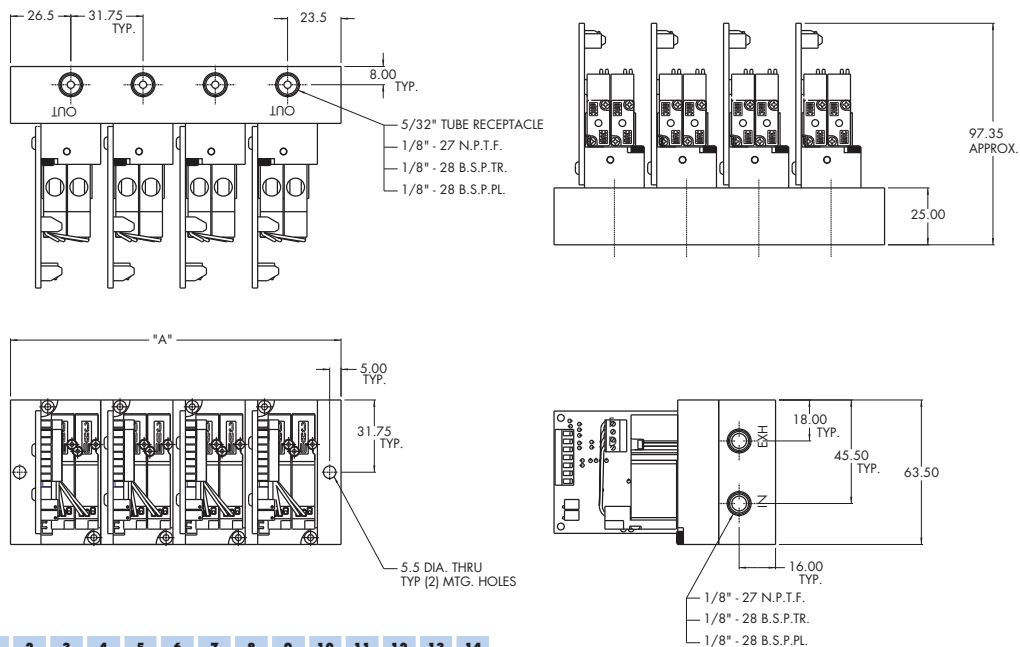 26.5
31.75
TYP.
23.5
8.00
TYP.
OUT
OUT
5/32" TUBE RECEPTACLE
1/8" - 27 N.P.T.F.
1/8" - 28 B.S.P.TR.
1/8" - 28 B.S.P.PL.
97.35
APPROX.
25.00
"A"
5.00
TYP.
31.75
TYP.
5.5 DIA. THRU
TYP (2) MTG. HOLES
EXH
IN
18.00
TYP.
45.50
TYP.
63.50
16.00
TYP.
1/8" - 27 N.P.T.F.
1/8" - 28 B.S.P.TR.
1/8" - 28 B.S.P.PL.
2 3 4 5 6 7 8 9 10 11 12 13 14